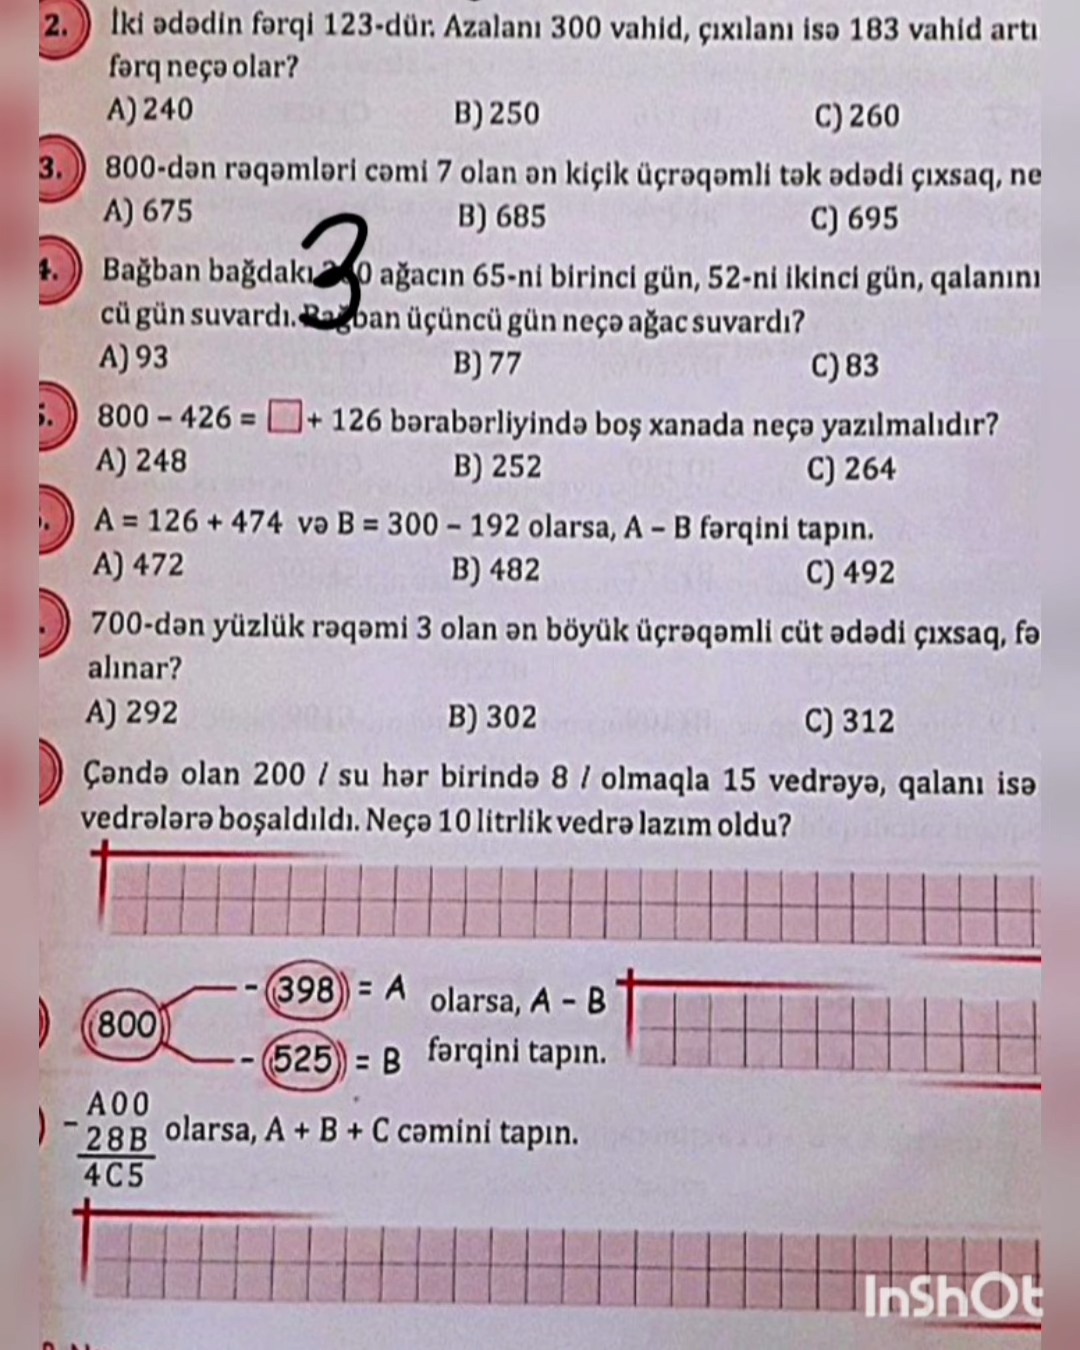 2. İki ədədin fərqi 123-dür. Azalanı 300 vahid, çıxılanı isə 183 vahid artı
fərq neçə olar?
A) 240 B) 250 C) 260
3. 800-dən rəqəmləri cəmi 7 olan ən kiçik üçrəqəmli tək ədədi çıxsaq, ne
A) 675 B) 685 C) 695
3
4. Bağban bağdakı ağacın 65-ni birinci gün, 52-ni ikinci gün, qalanını
cü gün suvardı. Bağban üçüncü gün neçə ağac suvardı?
A) 93 B) 77 C) 83
5. 800 – 426 = + 126 bərabərliyində boş xanada neçə yazılmalıdır?
A) 248 B) 252 C) 264
A = 126 + 474 və B = 300 – 192 olarsa, A – B fərqini tapın.
A) 472 B) 482 C) 492
700-dən yüzlük rəqəmi 3 olan ən böyük üçrəqəmli cüt ədədi çıxsaq, fə
alınar?
A) 292 B) 302 C) 312
Çəndə olan 200 l su hər birində 8 l olmaqla 15 vedrəyə, qalanı isə
vedrələrə boşaldıldı. Neçə 10 litrlik vedrə lazım oldu?
- 398 = A olarsa, A – B
800
- 525 = B fərqini tapın.
A00
- 28B olarsa, A + B + C cəmini tapın.
4C5
InShOt